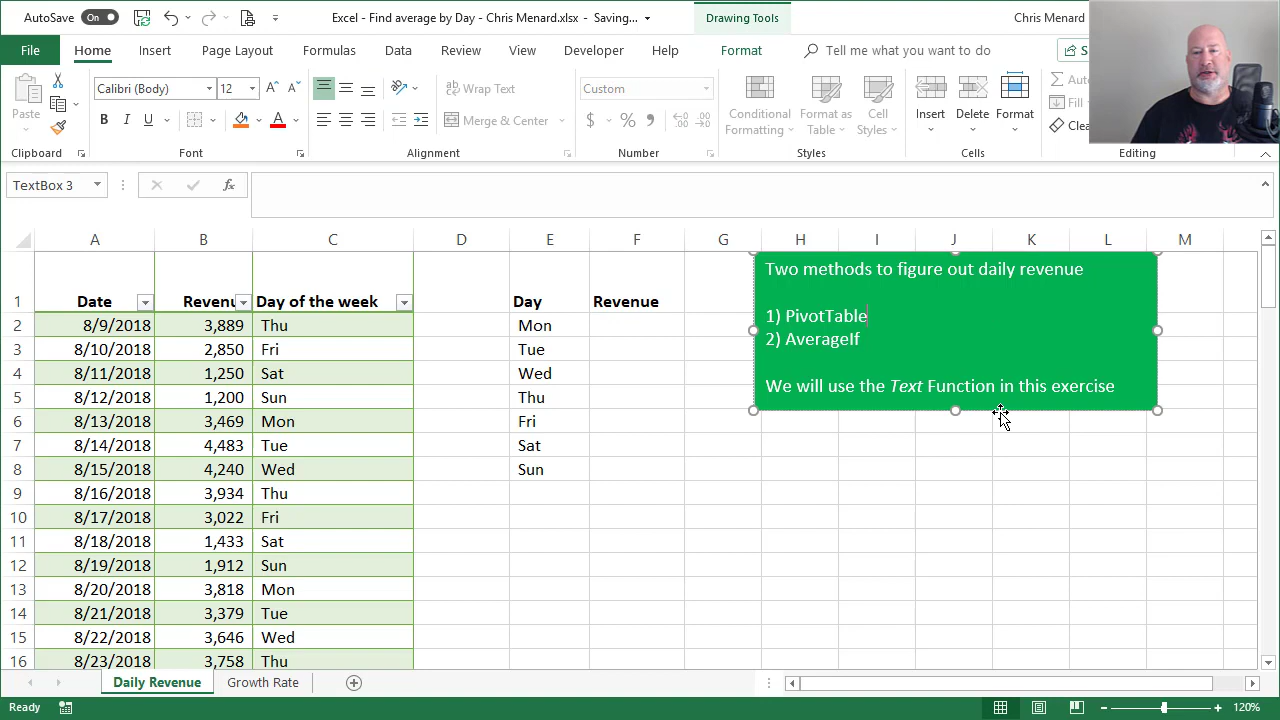 AutoSave On Excel - Find average by Day - Chris Menard.xlsx - Saving... Drawing Tools Chris Menard
File Home Insert Page Layout Formulas Data Review View Developer Help Format Tell me what you want to do
Calibri (Body) 12 Wrap Text Custom
Paste B I U A Merge & Center $ % Conditional Formatting Format as Table Cell Styles Insert Delete Format Fill
Clipboard Font Alignment Number Styles Cells Editing
TextBox 3 fx
A B C D E F G H I J K L M
1 Date Revenu Day of the week Day Revenue
2 8/9/2018 3,889 Thu Mon
3 8/10/2018 2,850 Fri Tue
4 8/11/2018 1,250 Sat Wed
5 8/12/2018 1,200 Sun Thu
6 8/13/2018 3,469 Mon Fri
7 8/14/2018 4,483 Tue Sat
8 8/15/2018 4,240 Wed Sun
9 8/16/2018 3,934 Thu
10 8/17/2018 3,022 Fri
11 8/18/2018 1,433 Sat
12 8/19/2018 1,912 Sun
13 8/20/2018 3,818 Mon
14 8/21/2018 3,379 Tue
15 8/22/2018 3,646 Wed
16 8/23/2018 3,758 Thu
Two methods to figure out daily revenue
1) PivotTable
2) AverageIf
We will use the Text Function in this exercise
Daily Revenue Growth Rate
Ready 120%